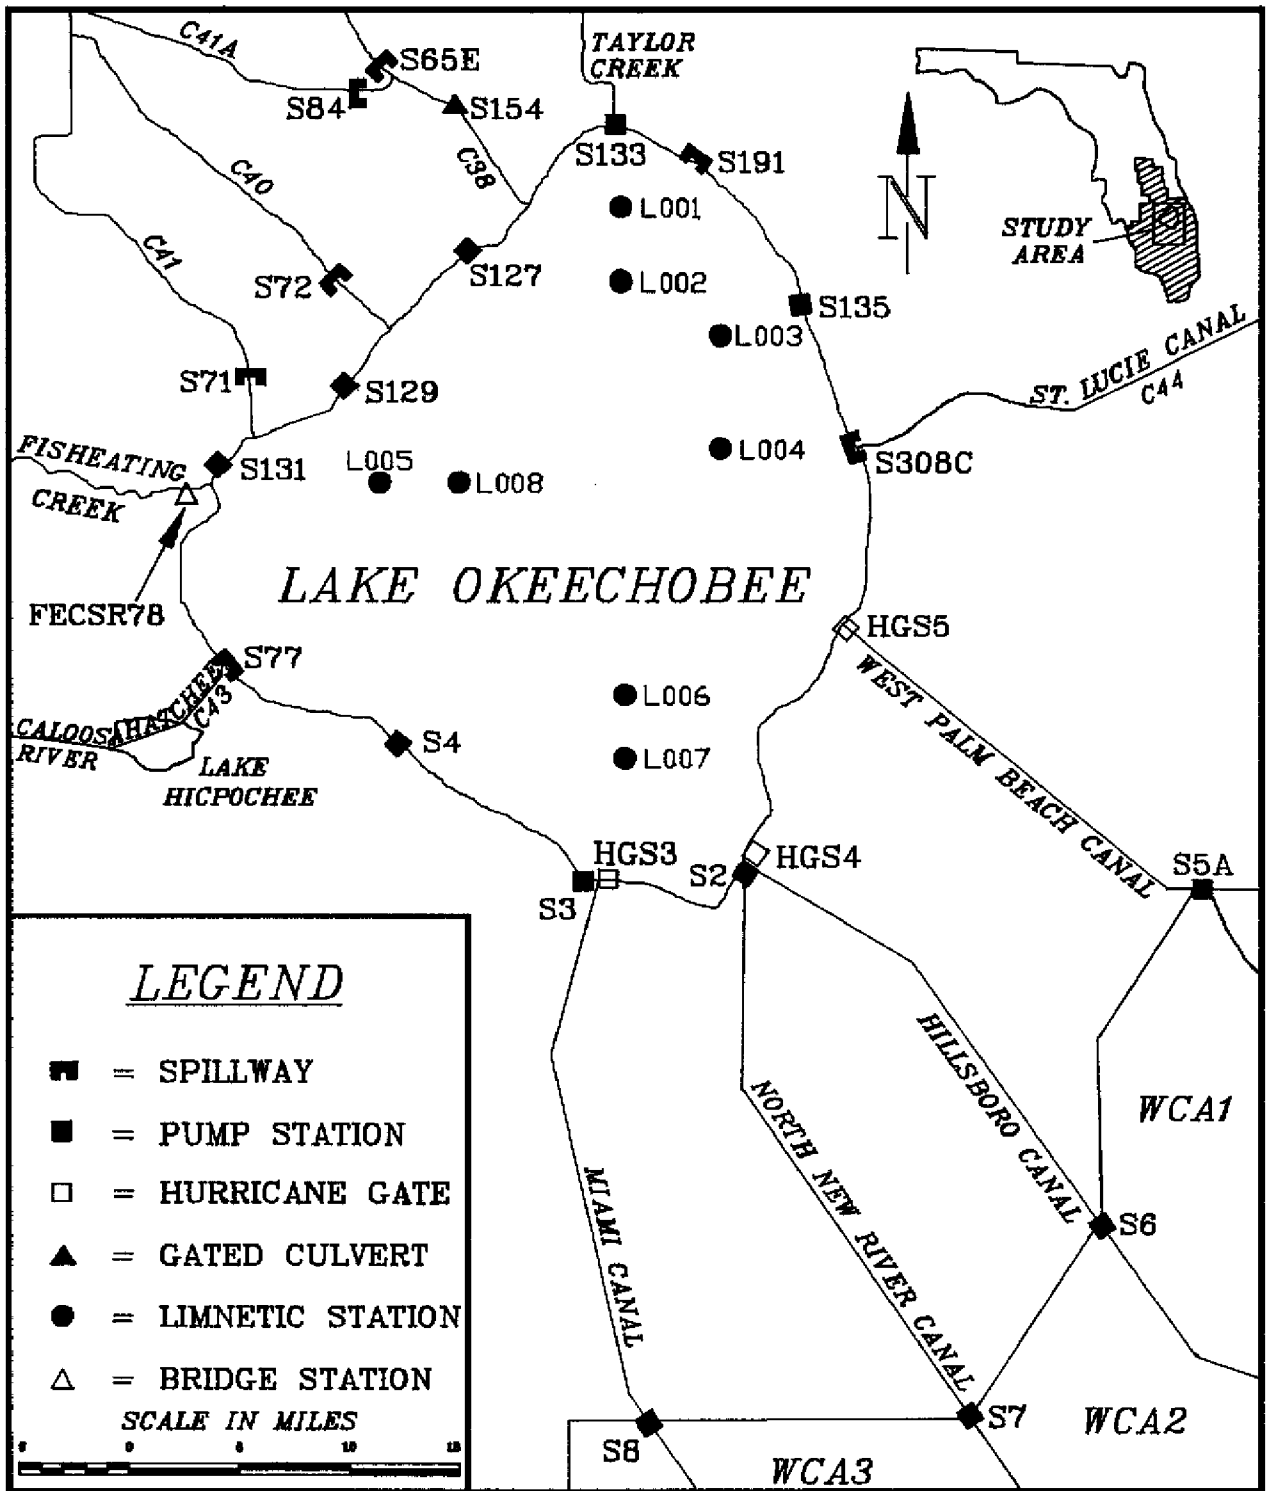 C41A
S65E
TAYLOR
CREEK
S84
S154
S133
S191
C38
C40
L001
STUDY
AREA
C41
S127
S72
L002
S135
L003
ST. LUCIE CANAL
C44
S71
S129
FISHEATING
CREEK
S131
L005
L008
L004
S308C
LAKE OKEECHOBEE
FECSR78
HGS5
S77
WEST PALM BEACH CANAL
L006
CALOOSAHATCHEE
RIVER
C43
S4
L007
LAKE
HICPOCHEE
HGS3
S2
HGS4
S5A
S3
LEGEND
= SPILLWAY
= PUMP STATION
= HURRICANE GATE
= GATED CULVERT
= LIMNETIC STATION
= BRIDGE STATION
SCALE IN MILES
0 5 10 15
HILLSBORO CANAL
WCA1
NORTH NEW RIVER CANAL
MIAMI CANAL
S6
S8
S7
WCA2
WCA3
N